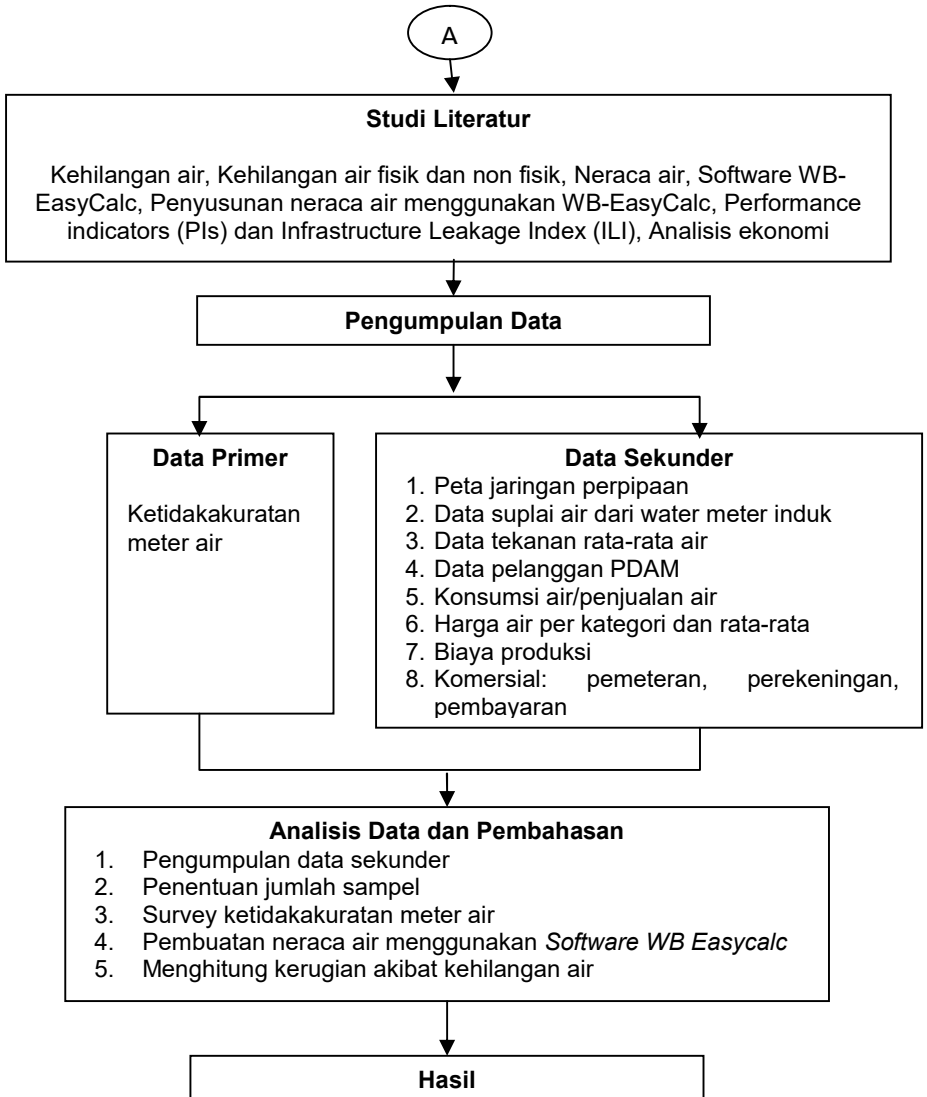 A
Studi Literatur
Kehilangan air, Kehilangan air fisik dan non fisik, Neraca air, Software WB-
EasyCalc, Penyusunan neraca air menggunakan WB-EasyCalc, Performance
indicators (PIs) dan Infrastructure Leakage Index (ILI), Analisis ekonomi
Pengumpulan Data
Data Primer
Ketidakakuratan
meter air
Data Sekunder
1. Peta jaringan perpipaan
2. Data suplai air dari water meter induk
3. Data tekanan rata-rata air
4. Data pelanggan PDAM
5. Konsumsi air/penjualan air
6. Harga air per kategori dan rata-rata
7. Biaya produksi
8. Komersial: pemeteran, perekeningan,
pembayaran
Analisis Data dan Pembahasan
1. Pengumpulan data sekunder
2. Penentuan jumlah sampel
3. Survey ketidakakuratan meter air
4. Pembuatan neraca air menggunakan Software WB Easycalc
5. Menghitung kerugian akibat kehilangan air
Hasil